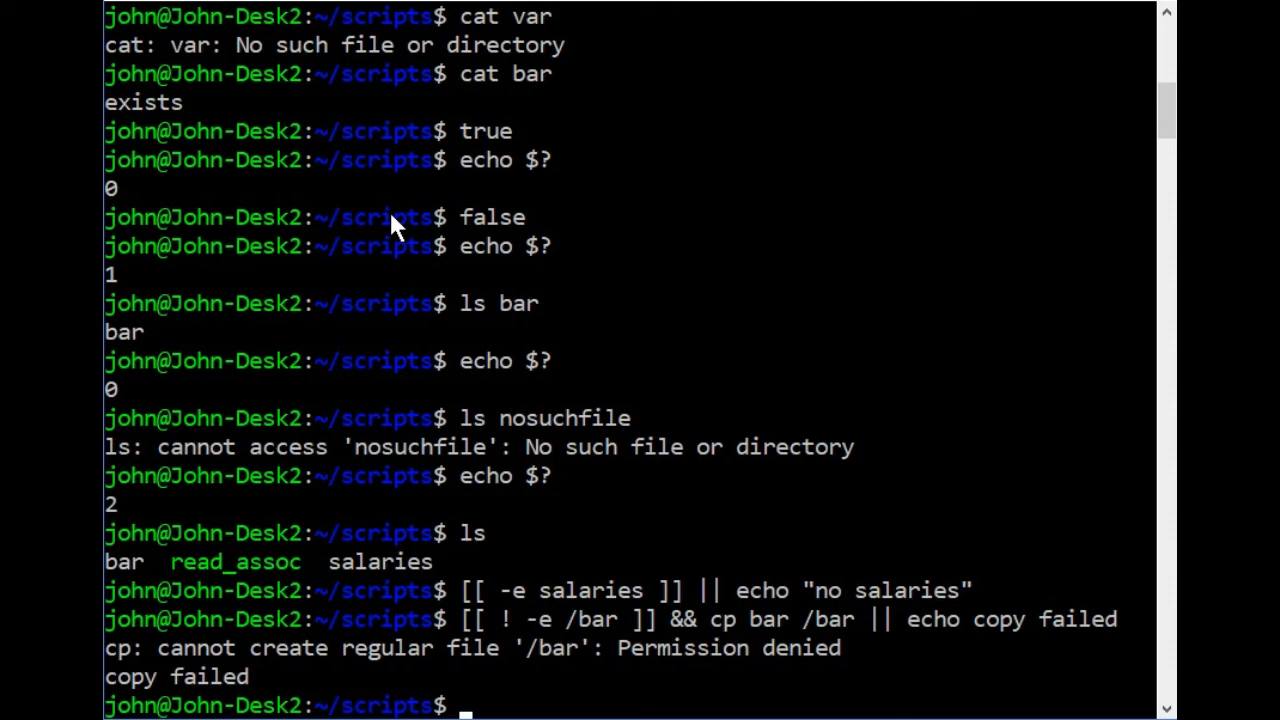 john@John-Desk2:~/scripts$ cat var
cat: var: No such file or directory
john@John-Desk2:~/scripts$ cat bar
exists
john@John-Desk2:~/scripts$ true
john@John-Desk2:~/scripts$ echo $?
0
john@John-Desk2:~/scripts$ false
john@John-Desk2:~/scripts$ echo $?
1
john@John-Desk2:~/scripts$ ls bar
bar
john@John-Desk2:~/scripts$ echo $?
0
john@John-Desk2:~/scripts$ ls nosuchfile
ls: cannot access 'nosuchfile': No such file or directory
john@John-Desk2:~/scripts$ echo $?
2
john@John-Desk2:~/scripts$ ls
bar  read_assoc  salaries
john@John-Desk2:~/scripts$ [[ -e salaries ]] || echo "no salaries"
john@John-Desk2:~/scripts$ [[ ! -e /bar ]] && cp bar /bar || echo copy failed
cp: cannot create regular file '/bar': Permission denied
copy failed
john@John-Desk2:~/scripts$